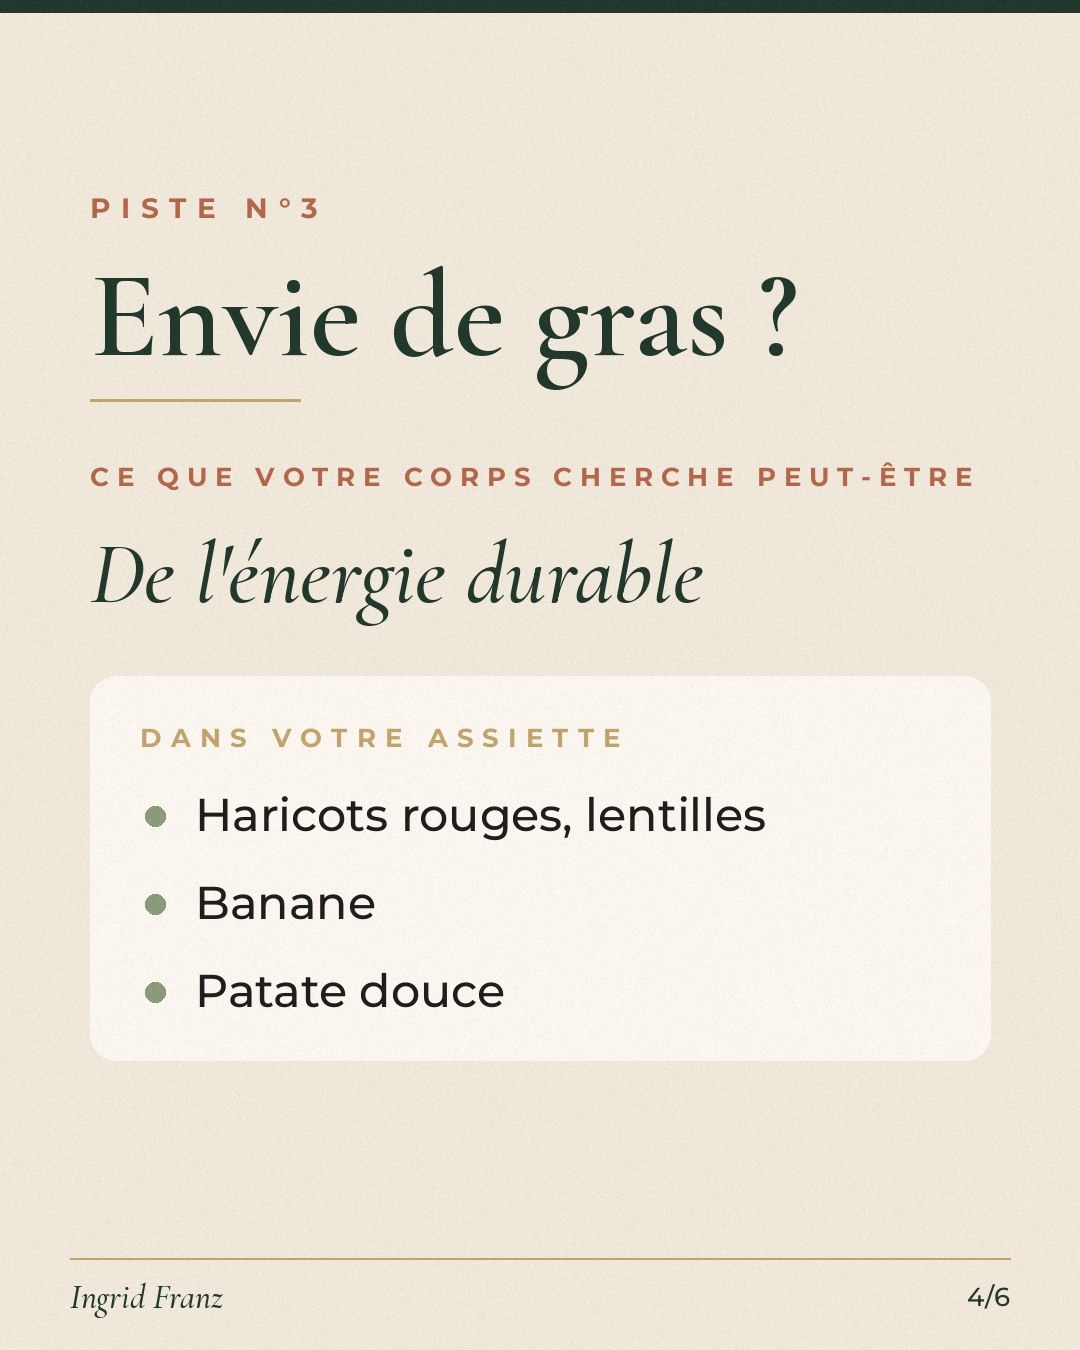 PISTE N°3
Envie de gras ?
CE QUE VOTRE CORPS CHERCHE PEUT-ÊTRE
De l'énergie durable
DANS VOTRE ASSIETTE
Haricots rouges, lentilles
Banane
Patate douce
Ingrid Franz
4/6